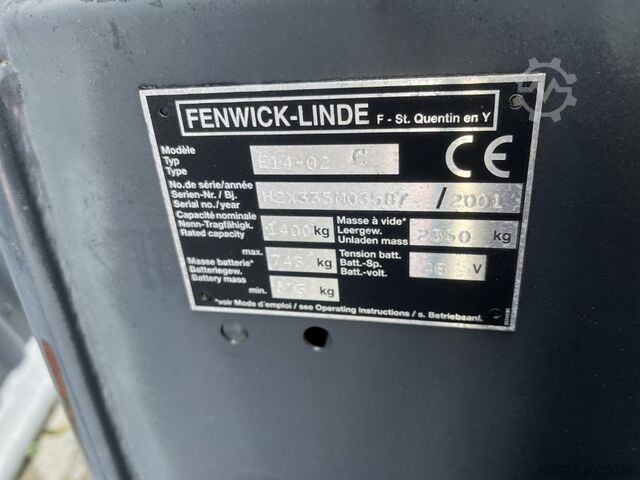 FENWICK-LINDE F - St. Quentin en Y
Modèle
Typ
Type
E14-02 C
CE
No.de série/année
Serien-Nr./ Bj.
Serial no./year
H2X335M03587 / 2001
Capacité nominale
Nenn-Tragfähigk.
Rated capacity
1400 kg
Masse à vide*
Leergew.
Unladen mass
2350 kg
Masse batterie*
Batteriegew.
Battery mass
max.
kg
min.
kg
Tension batt.
Batt.-Sp.
Batt.-volt.
48 V
*voir Mode d'emploi / see Operating Instructions / s. Betriebsanl.